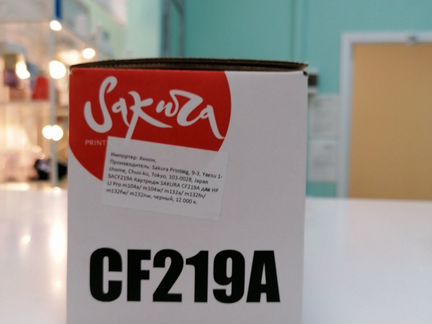 Sakura
PRINT
Импортер: Аннон,
Производитель: Sakura Printing, 9-3, Yaesu 1-
chome, Chuo-ku, Tokyo, 103-0028, Japan
SACF219A Картридж SAKURA CF219A для HP
LJ Pro m104a/ m104w/ m132a/ m132fn/
m132fw/ m132nw, черный, 12 000 к.
CF219A